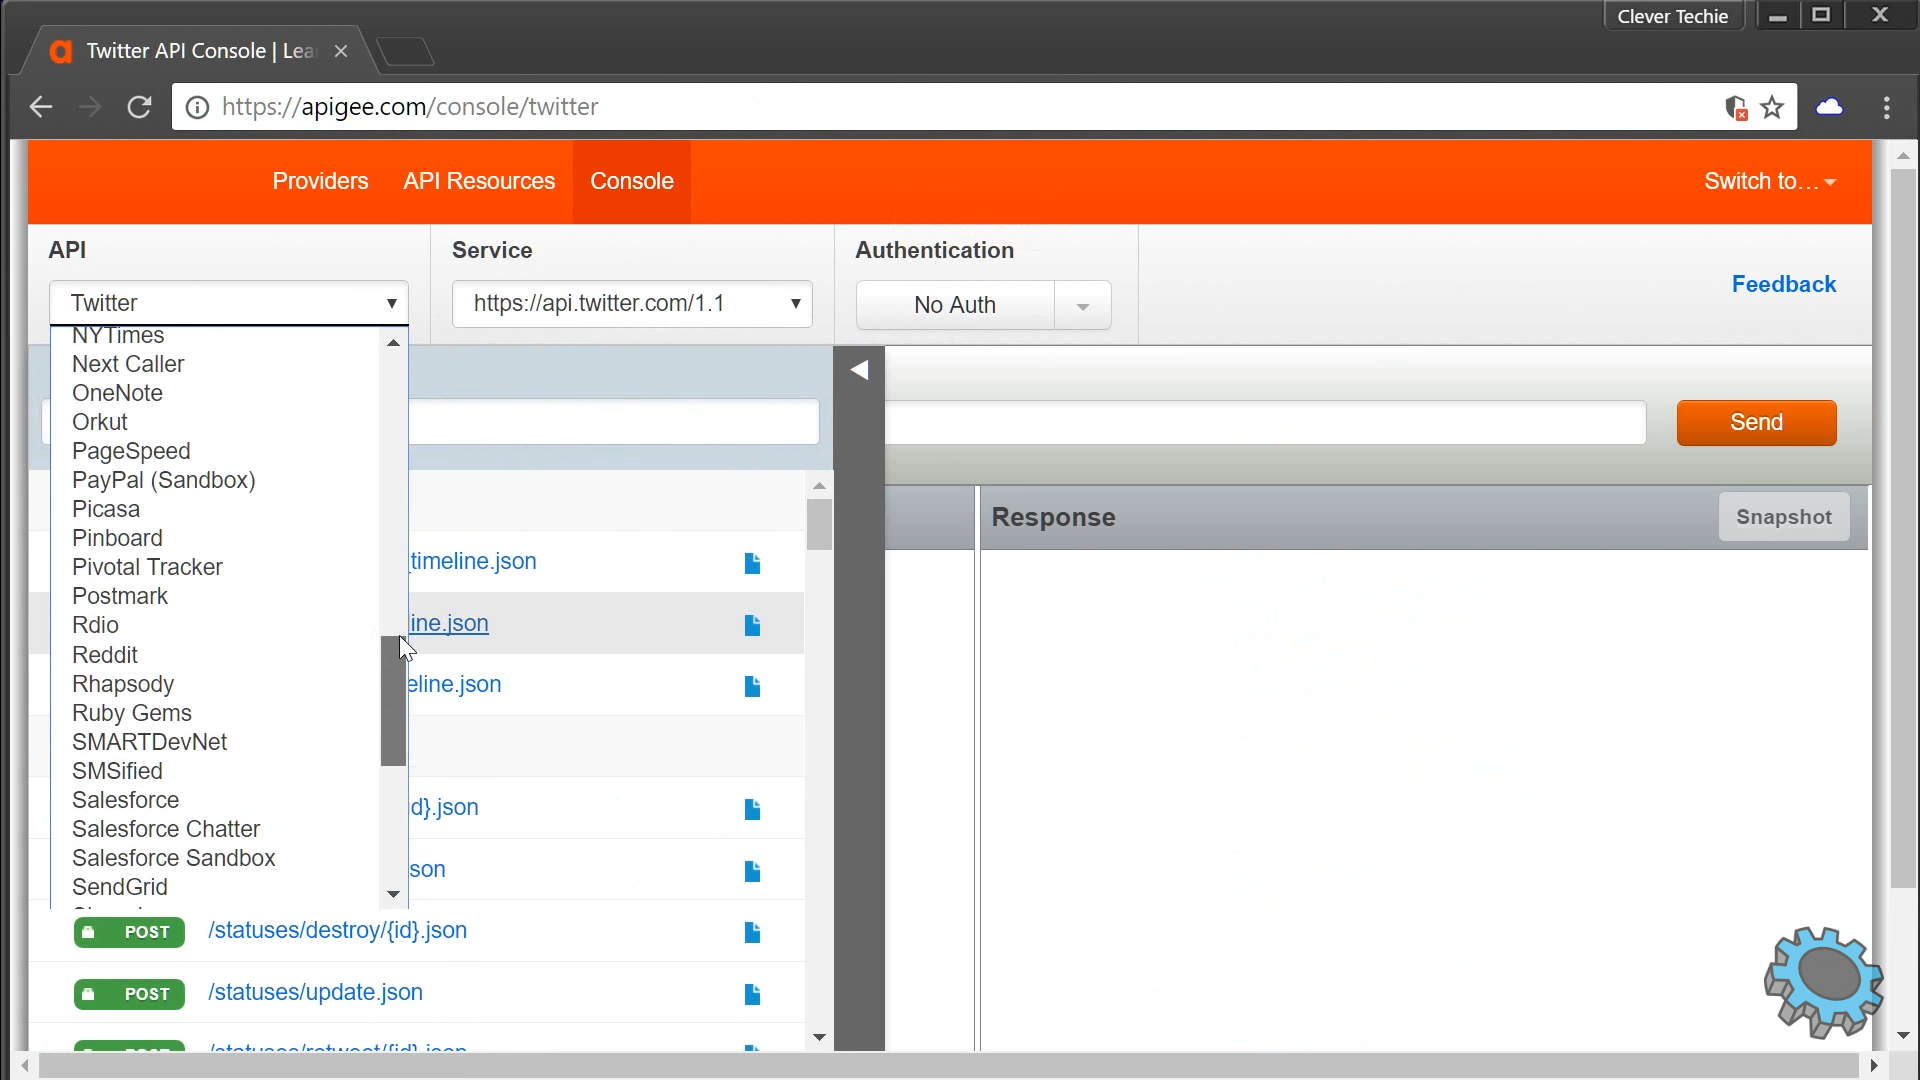 Clever Techie
Twitter API Console | Lea
https://apigee.com/console/twitter
Providers
API Resources
Console
Switch to...
API
Service
Authentication
Twitter
https://api.twitter.com/1.1
No Auth
Feedback
NYTimes
Next Caller
OneNote
Orkut
PageSpeed
PayPal (Sandbox)
Picasa
Pinboard
Pivotal Tracker
Postmark
Rdio
Reddit
Rhapsody
Ruby Gems
SMARTDevNet
SMSified
Salesforce
Salesforce Chatter
Salesforce Sandbox
SendGrid
Send
Response
Snapshot
timeline.json
ine.json
eline.json
d}.json
son
POST /statuses/destroy/{id}.json
POST /statuses/update.json
/statuses/retweet/{id}.json